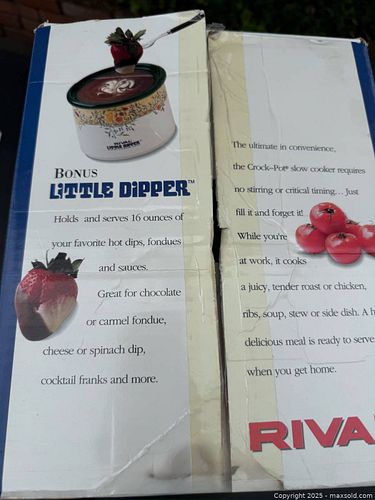 RIVAL
LITTLE DIPPER
BONUS
LITTLE DIPPER™
Holds and serves 16 ounces of
your favorite hot dips, fondues
and sauces.
Great for chocolate
or carmel fondue,
cheese or spinach dip,
cocktail franks and more.
The ultimate in convenience,
the Crock-Pot® slow cooker requires
no stirring or critical timing... Just
fill it and forget it!
While you're
at work, it cooks
a juicy, tender roast or chicken,
ribs, soup, stew or side dish. A h
delicious meal is ready to serve
when you get home.
RIVA
Copyright 2025 - maxsold.com